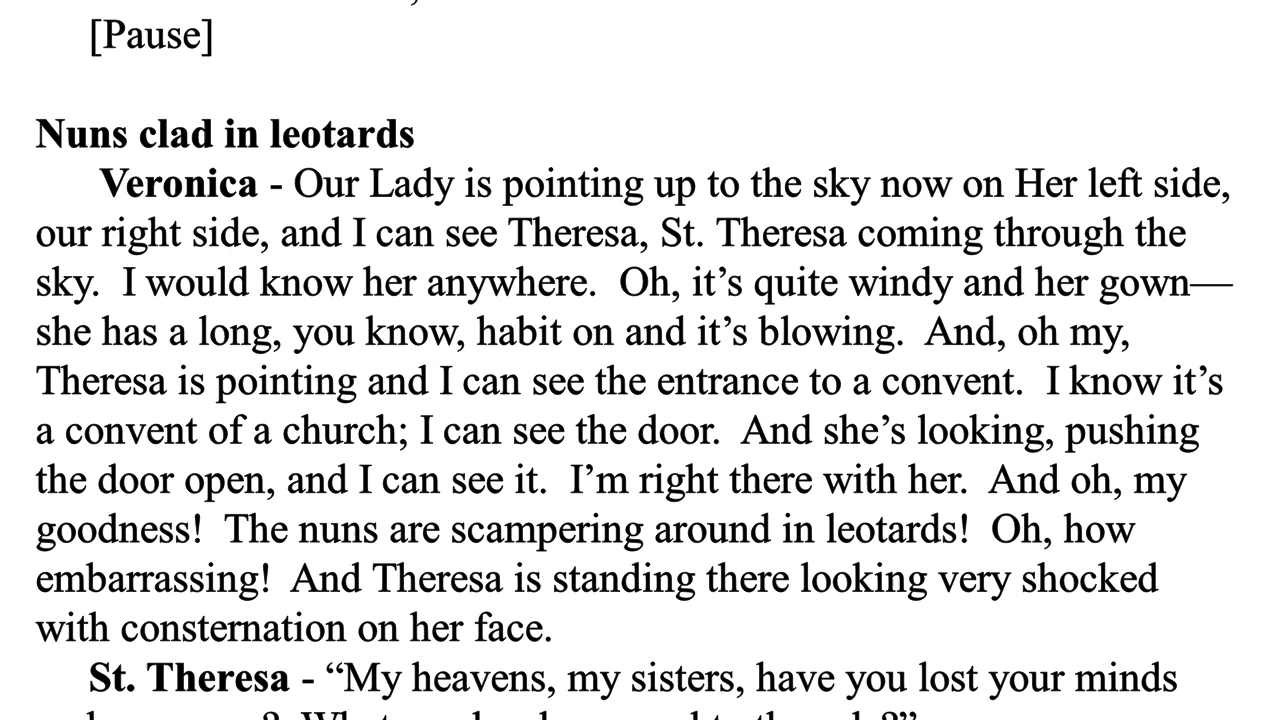 [Pause]
Nuns clad in leotards
Veronica - Our Lady is pointing up to the sky now on Her left side,
our right side, and I can see Theresa, St. Theresa coming through the
sky.  I would know her anywhere.  Oh, it’s quite windy and her gown—
she has a long, you know, habit on and it’s blowing.  And, oh my,
Theresa is pointing and I can see the entrance to a convent.  I know it’s
a convent of a church; I can see the door.  And she’s looking, pushing
the door open, and I can see it.  I’m right there with her.  And oh, my
goodness!  The nuns are scampering around in leotards!  Oh, how
embarrassing!  And Theresa is standing there looking very shocked
with consternation on her face.
St. Theresa - “My heavens, my sisters, have you lost your minds